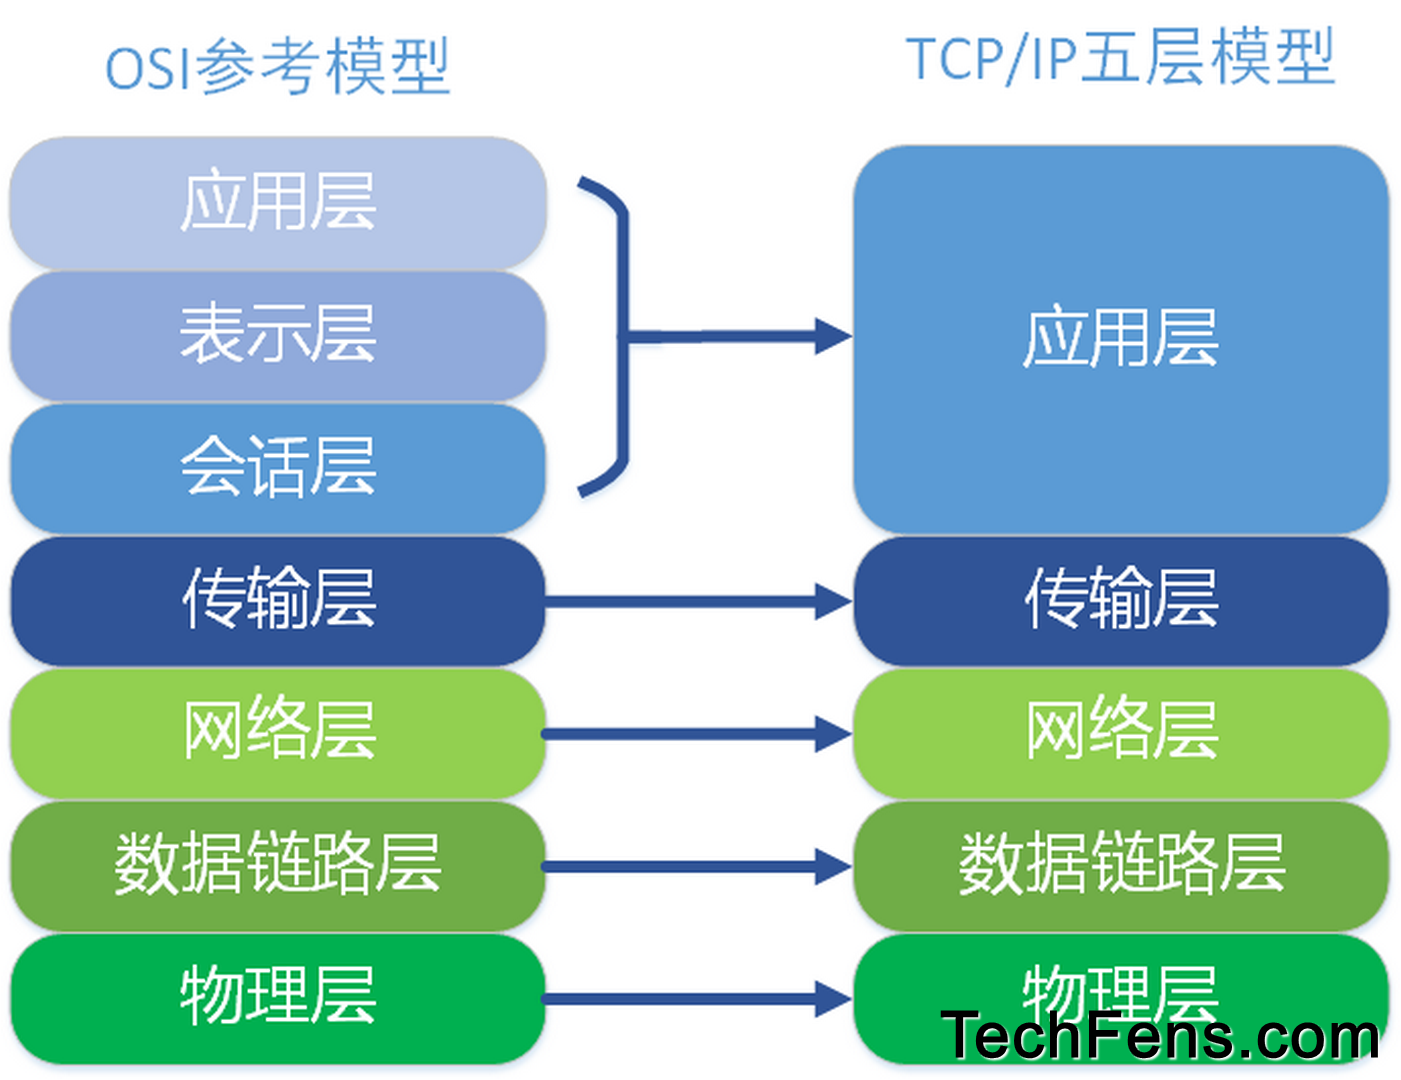 OSI参考模型
TCP/IP五层模型
应用层
表示层
会话层
传输层
网络层
数据链路层
物理层
应用层
传输层
网络层
数据链路层
物理层
TechFens.com